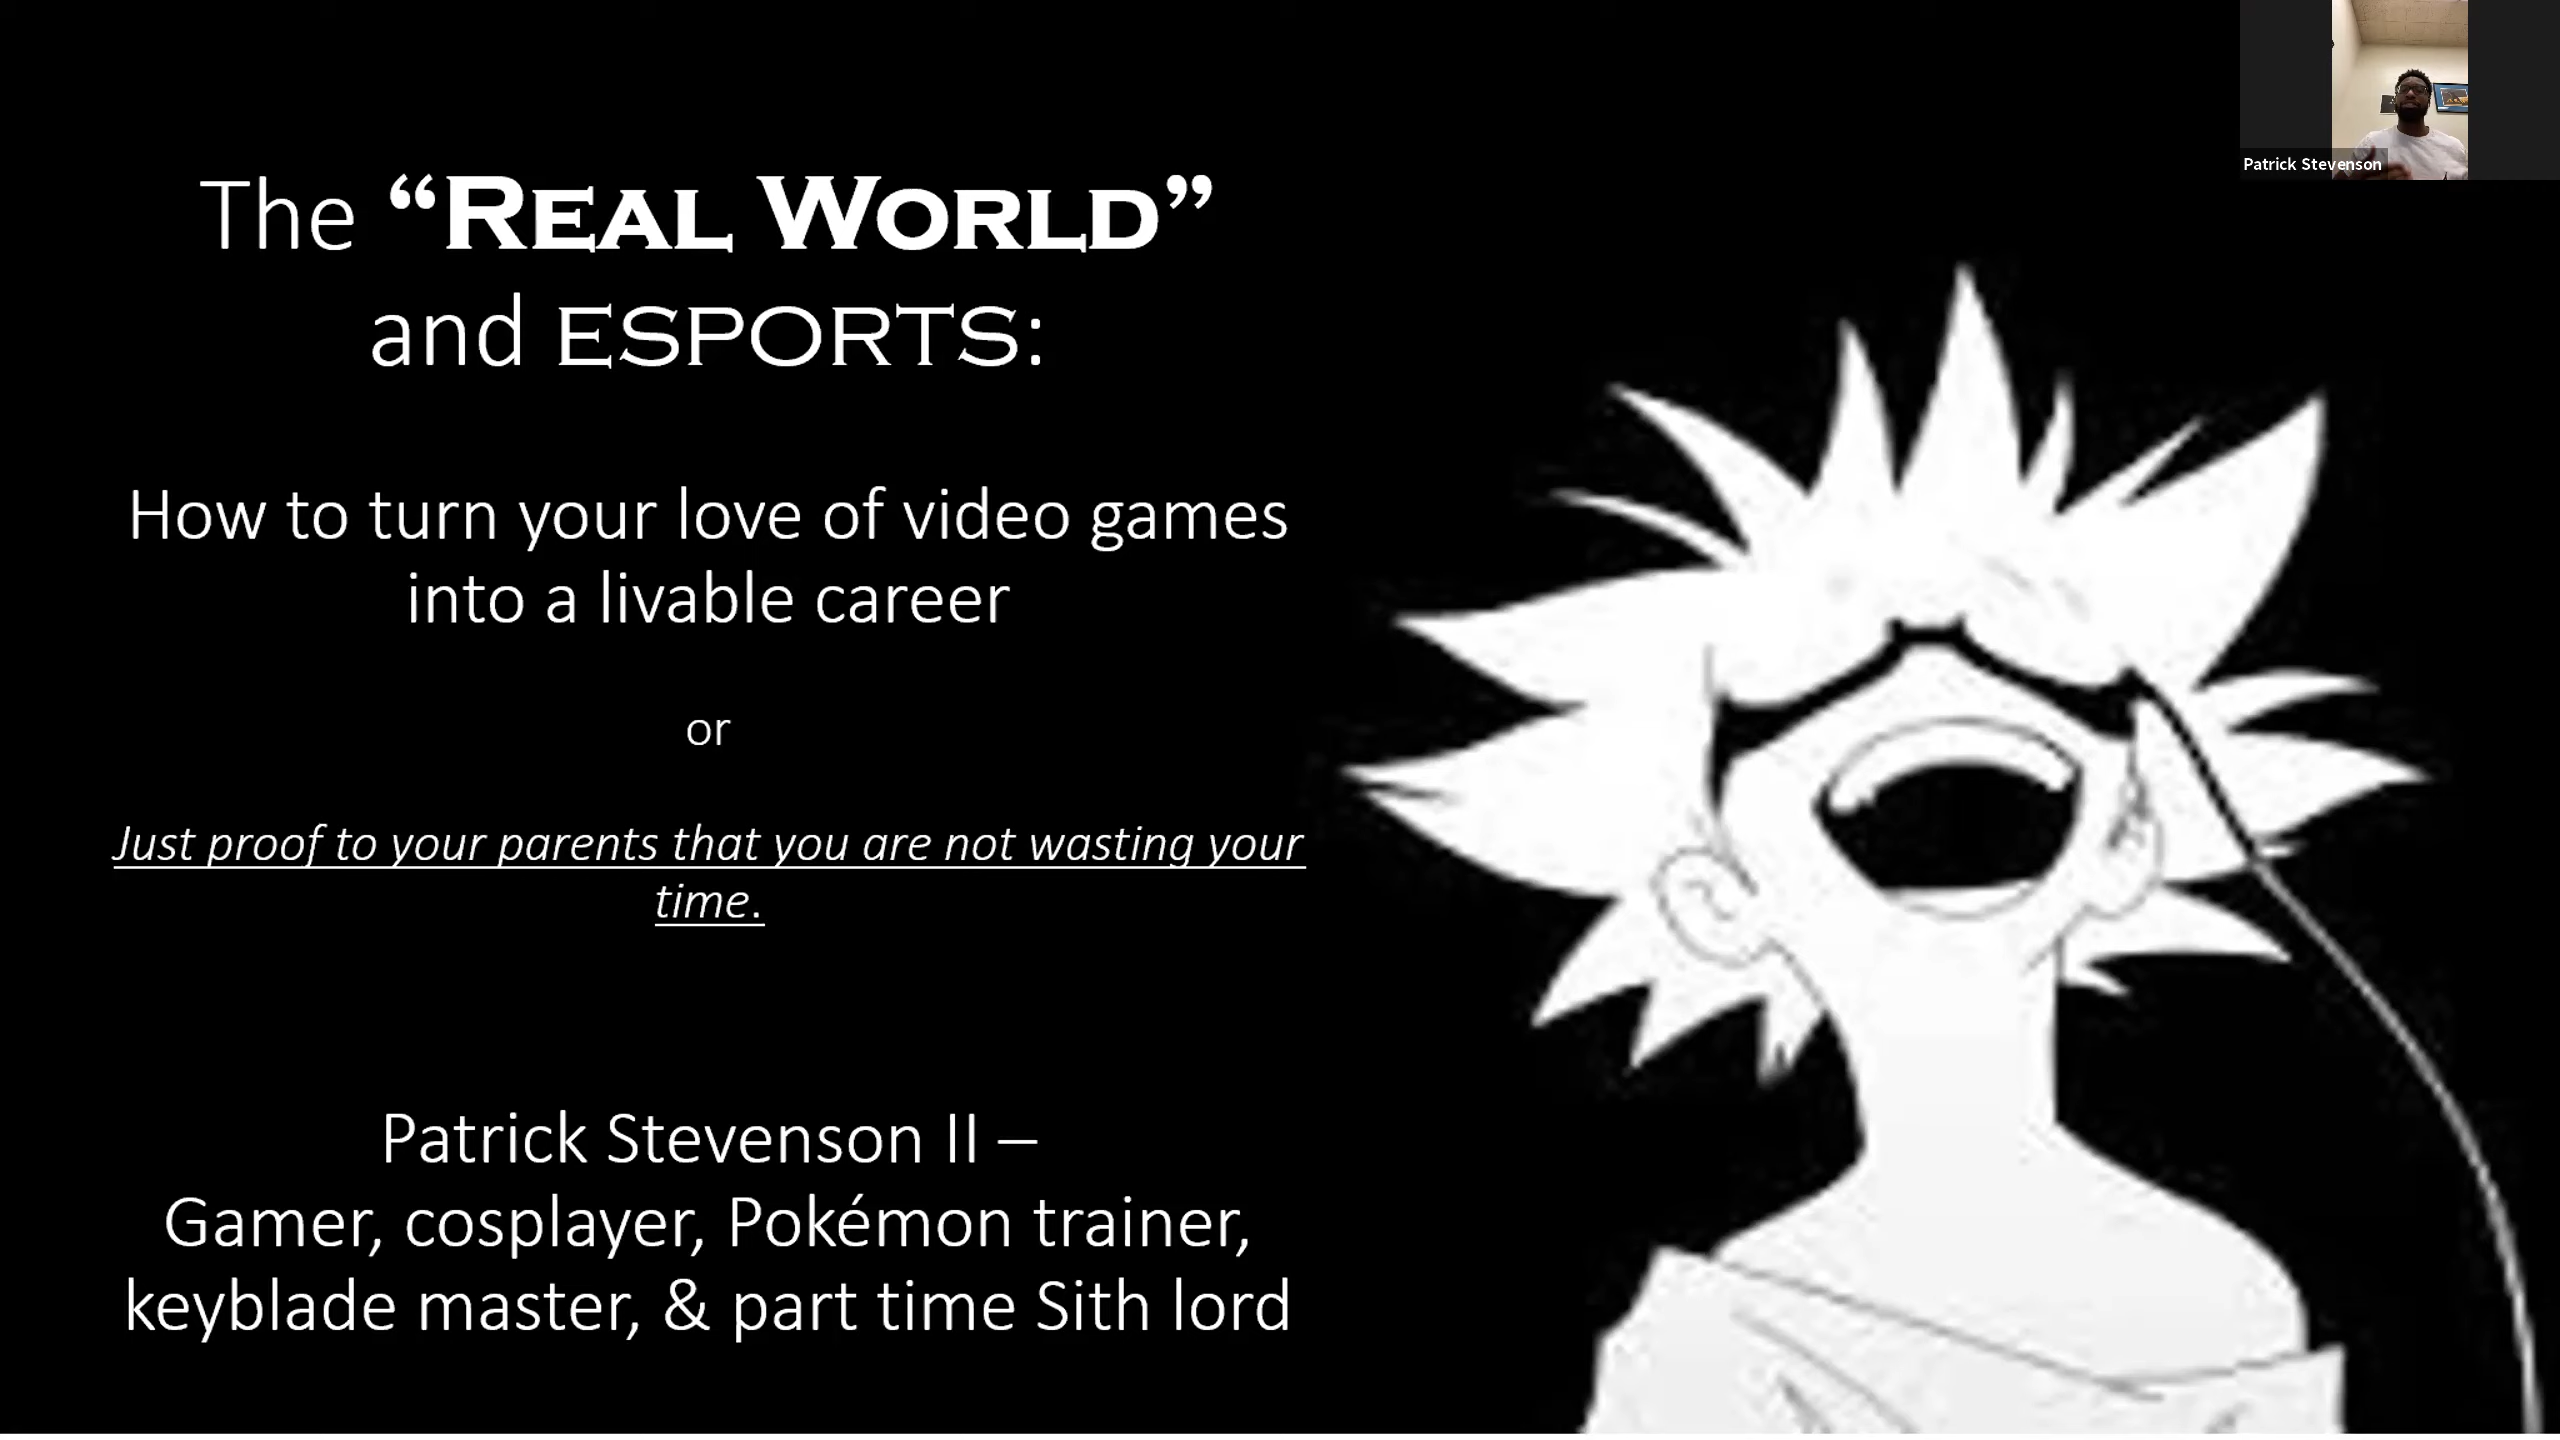 The “REAL WORLD”
and ESPORTS:
How to turn your love of video games
into a livable career
or
Just proof to your parents that you are not wasting your
time.
Patrick Stevenson II –
Gamer, cosplayer, Pokémon trainer,
keyblade master, & part time Sith lord
Patrick Stevenson